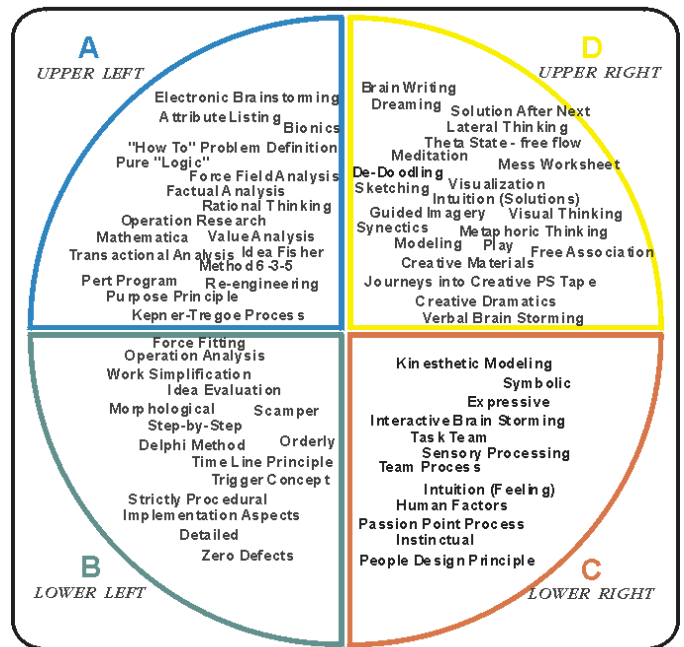 A
UPPER LEFT
Electronic Brainstorming
Attribute Listing
Bionics
"How To" Problem Definition
Pure "Logic"
Force Field Analysis
Factual Analysis
Rational Thinking
Operation Research
Mathematica
Value Analysis
Transactional Analysis
Idea Fisher
Method 6-3-5
Pert Program
Re-engineering
Purpose Principle
Kepner-Tregoe Process
D
UPPER RIGHT
Brain Writing
Dreaming
Solution After Next
Lateral Thinking
Theta State - free flow
Meditation
Mess Worksheet
De-Doodling
Sketching
Visualization
Intuition (Solutions)
Guided Imagery
Visual Thinking
Synectics
Metaphoric Thinking
Modeling
Play
Free Association
Creative Materials
Journeys into Creative PS Tape
Creative Dramatics
Verbal Brain Storming
Force Fitting
Operation Analysis
Work Simplification
Idea Evaluation
Morphological
Scamper
Step-by-Step
Orderly
Delphi Method
Time Line Principle
Trigger Concept
Strictly Procedural
Implementation Aspects
Detailed
Zero Defects
B
LOWER LEFT
Kinesthetic Modeling
Symbolic
Expressive
Interactive Brain Storming
Task Team
Sensory Processing
Team Process
Intuition (Feeling)
Human Factors
Passion Point Process
Instinctual
People Design Principle
C
LOWER RIGHT